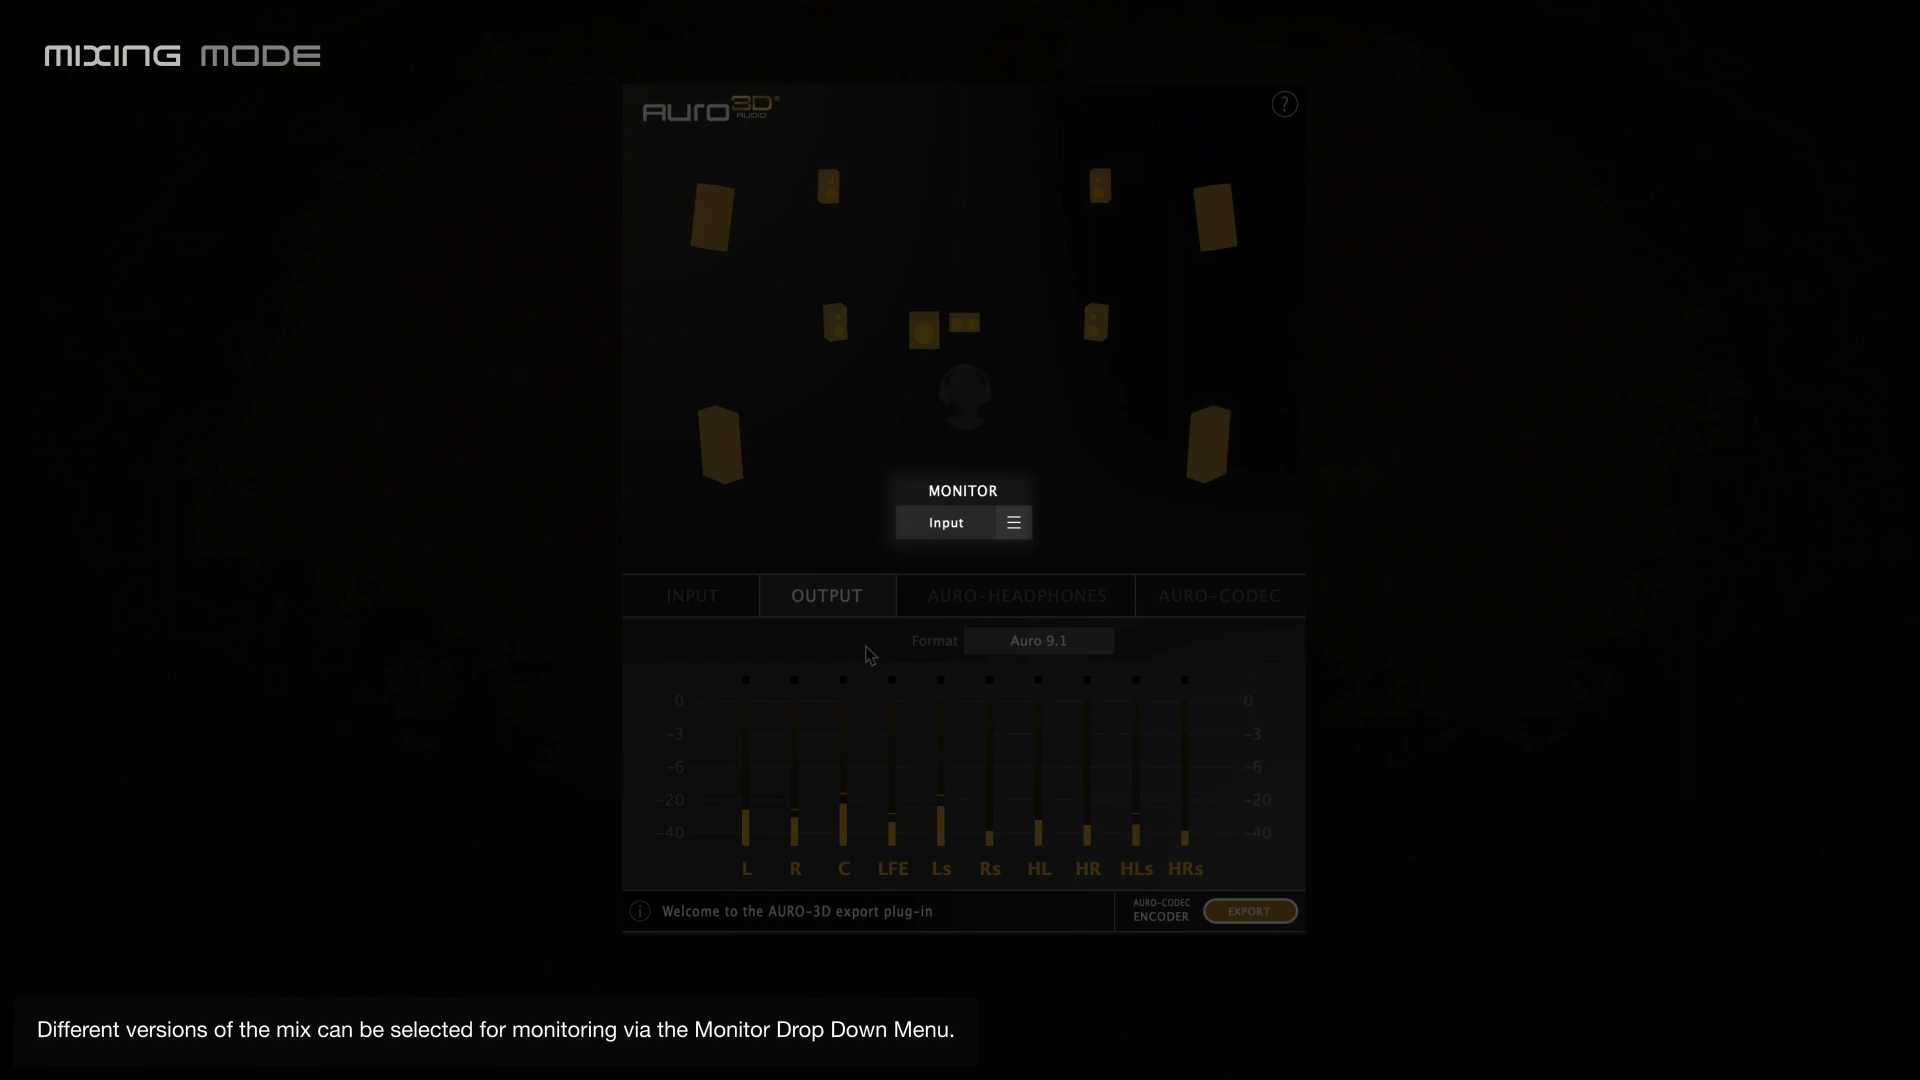 MIXING MODE
AURO 3D®
AUDIO
?
MONITOR
Input
INPUT OUTPUT AURO-HEADPHONES AURO-CODEC
Format Auro 9.1
0 0
-3 -3
-6 -6
-20 -20
-40 -40
L R C LFE Ls Rs HL HR HLs HRs
i Welcome to the AURO-3D export plug-in
AURO-CODEC
ENCODER
EXPORT
Different versions of the mix can be selected for monitoring via the Monitor Drop Down Menu.